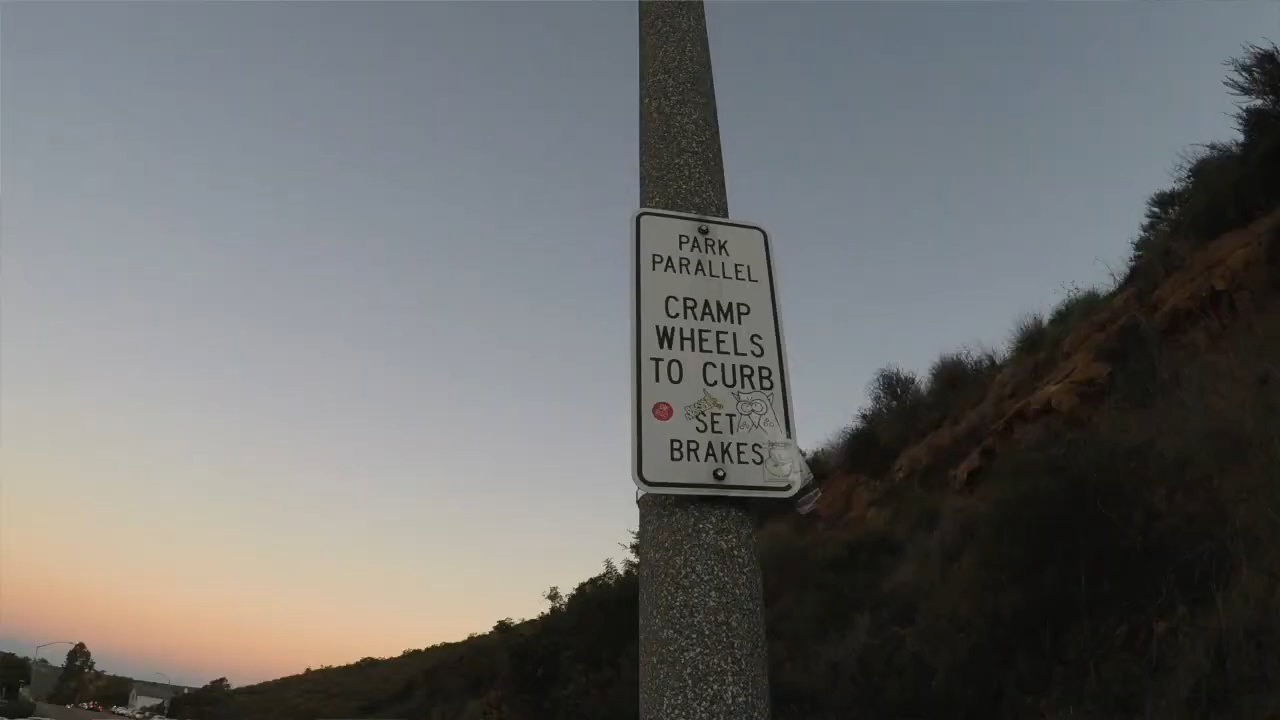 PARK
PARALLEL
CRAMP
WHEELS
TO CURB
SET
BRAKES